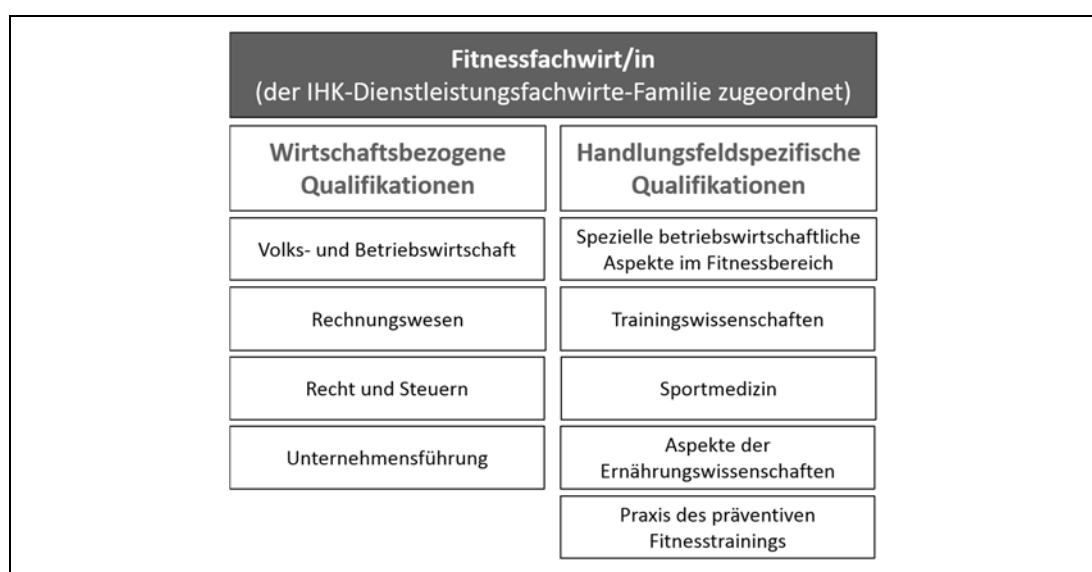 Fitnessfachwirt/in
(der IHK-Dienstleistungsfachwirte-Familie zugeordnet)
Wirtschaftsbezogene
Qualifikationen
Volks- und Betriebswirtschaft
Rechnungswesen
Recht und Steuern
Unternehmensführung
Handlungsfeldspezifische
Qualifikationen
Spezielle betriebswirtschaftliche
Aspekte im Fitnessbereich
Trainingswissenschaften
Sportmedizin
Aspekte der
Ernährungswissenschaften
Praxis des präventiven
Fitnesstrainings